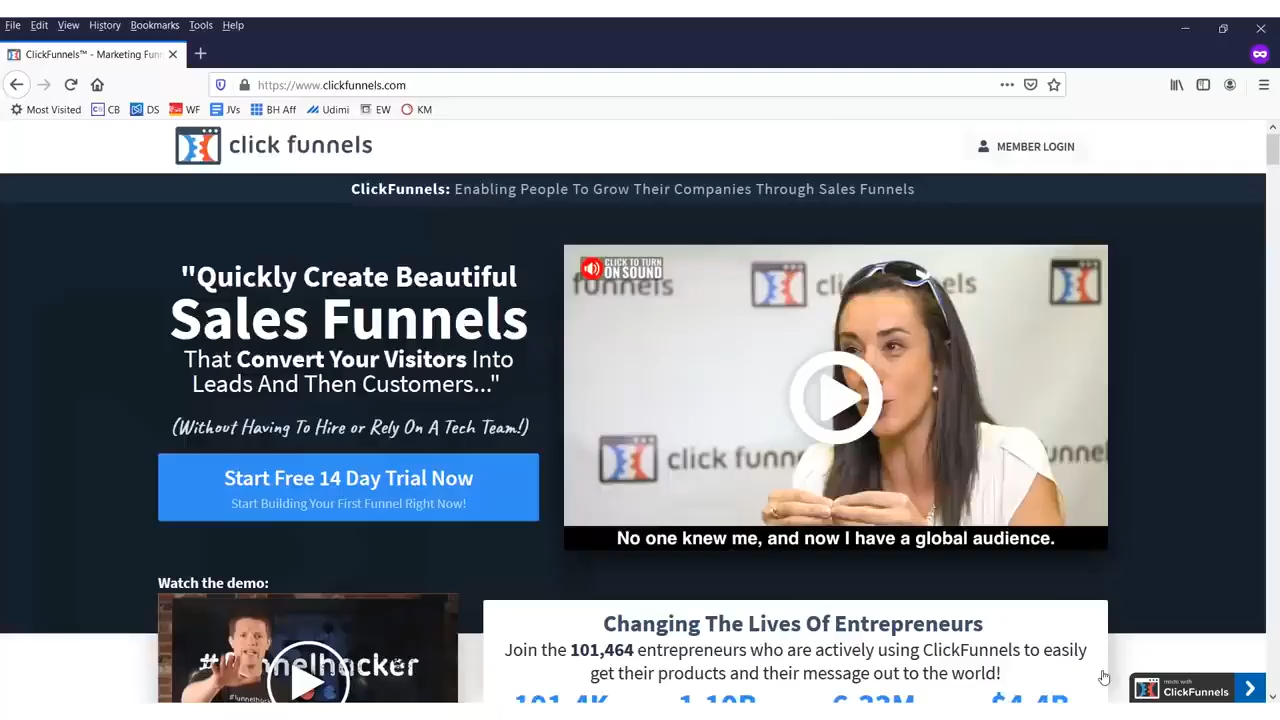 File Edit View History Bookmarks Tools Help
ClickFunnels™ - Marketing Fun
https://www.clickfunnels.com
Most Visited CB DS WF JVs BH Aff Udimi EW KM
click funnels
MEMBER LOGIN
ClickFunnels: Enabling People To Grow Their Companies Through Sales Funnels
"Quickly Create Beautiful
Sales Funnels
That Convert Your Visitors Into
Leads And Then Customers..."
(Without Having To Hire or Rely On A Tech Team!)
Start Free 14 Day Trial Now
Start Building Your First Funnel Right Now!
CLICK TO TURN
ON SOUND
No one knew me, and now I have a global audience.
Watch the demo:
Changing The Lives Of Entrepreneurs
Join the 101,464 entrepreneurs who are actively using ClickFunnels to easily
get their products and their message out to the world!
made with
ClickFunnels